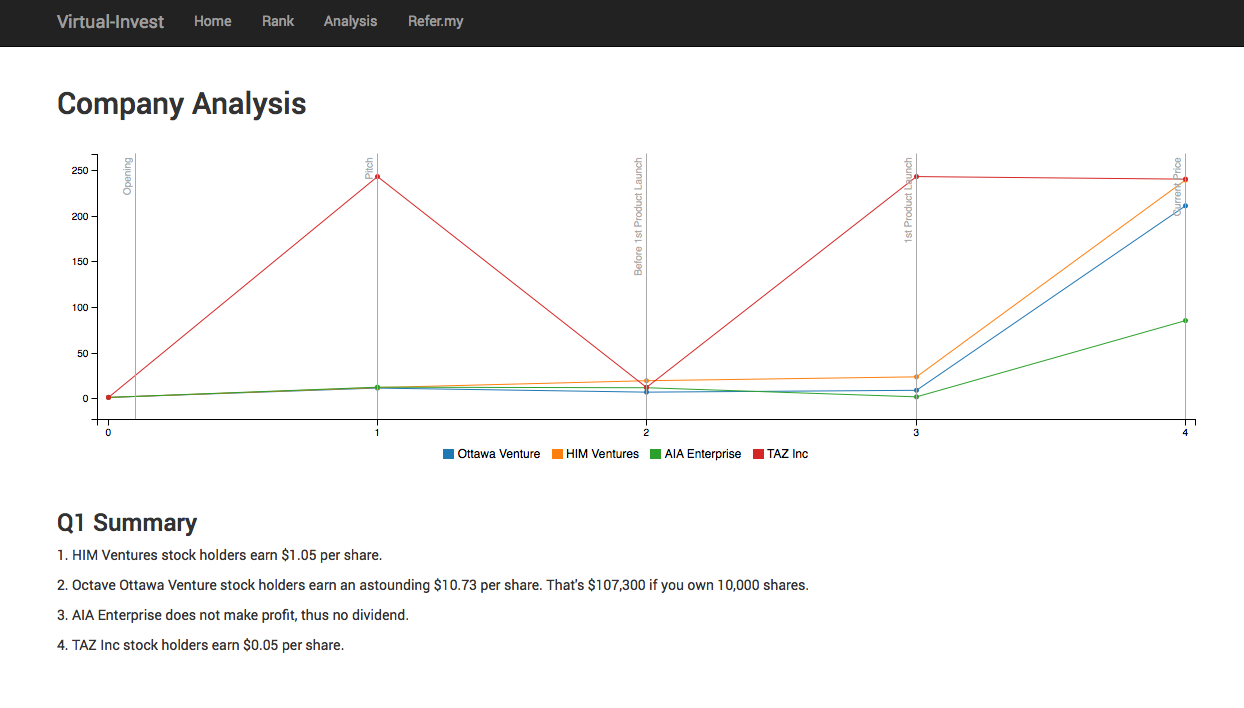 Virtual-Invest Home Rank Analysis Refer.my
Company Analysis
Opening
Pitch
Before 1st Product Launch
1st Product Launch
Current Price
250
200
150
100
50
0
0 1 2 3 4
Ottawa Venture HIM Ventures AIA Enterprise TAZ Inc
Q1 Summary
1. HIM Ventures stock holders earn $1.05 per share.
2. Octave Ottawa Venture stock holders earn an astounding $10.73 per share. That's $107,300 if you own 10,000 shares.
3. AIA Enterprise does not make profit, thus no dividend.
4. TAZ Inc stock holders earn $0.05 per share.